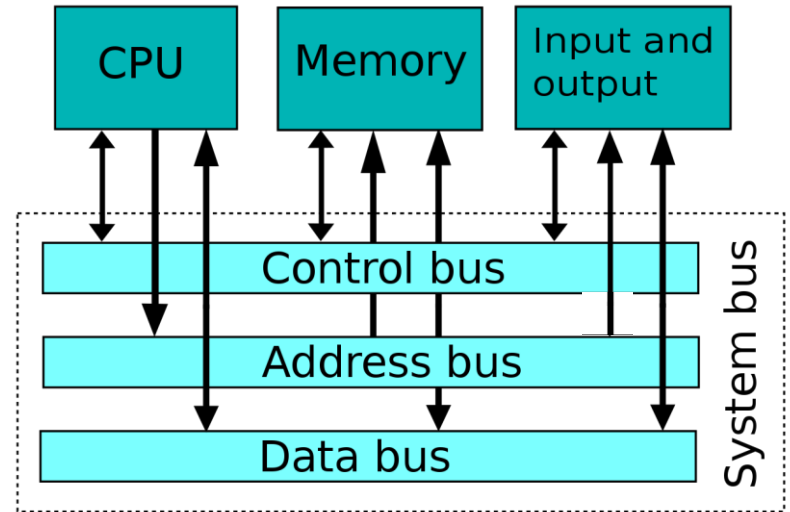 CPU
Memory
Input and
output
Control bus
Address bus
Data bus
System bus